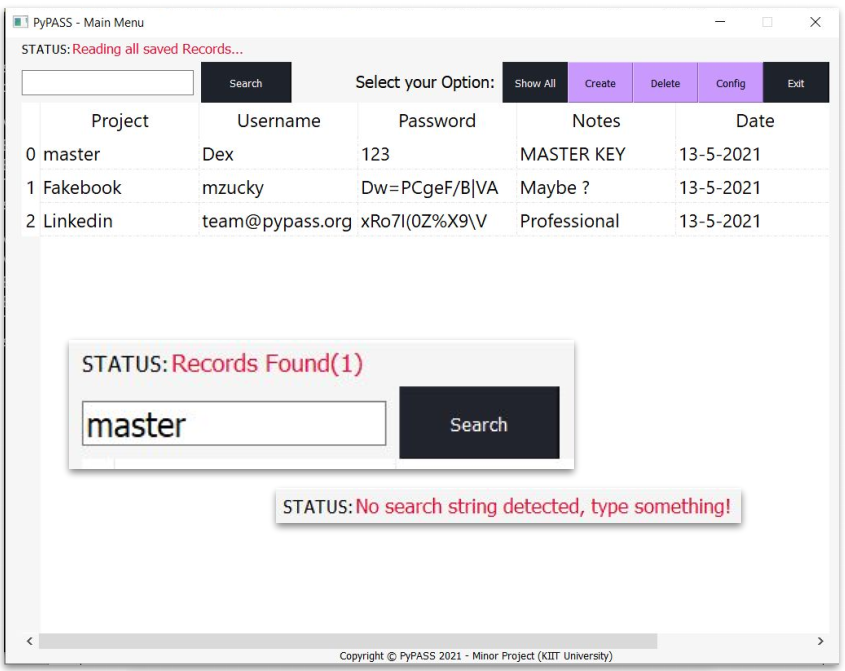 PyPASS - Main Menu
STATUS: Reading all saved Records...
Search Select your Option: Show All Create Delete Config Exit
Project Username Password Notes Date
0 master Dex 123 MASTER KEY 13-5-2021
1 Fakebook mzucky Dw=PCgeF/B|VA Maybe ? 13-5-2021
2 Linkedin team@pypass.org xRo7I(0Z%X9\V Professional 13-5-2021
STATUS: Records Found(1)
master Search
STATUS: No search string detected, type something!
Copyright © PyPASS 2021 - Minor Project (KIIT University)